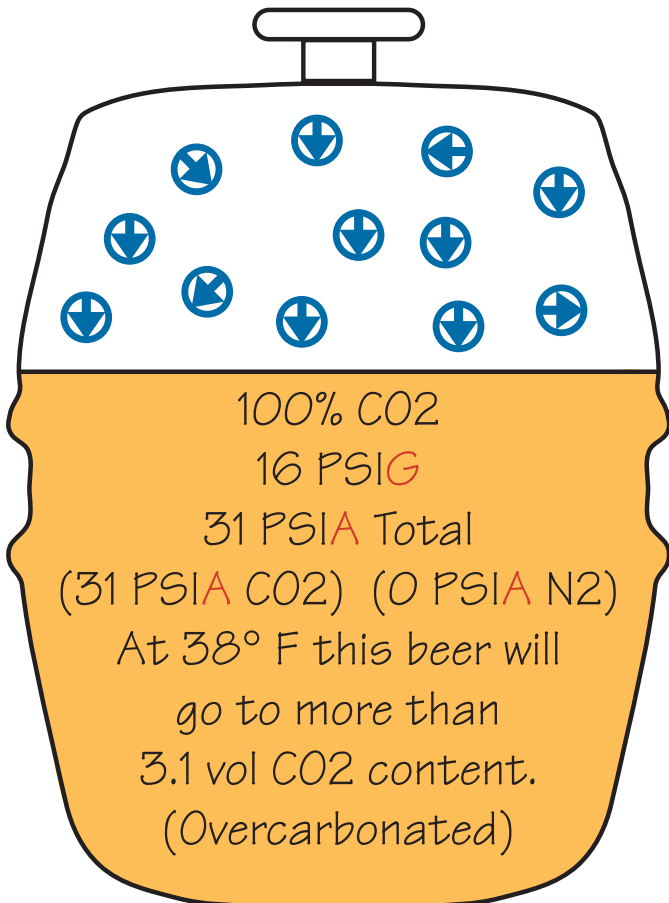 100% CO2
16 PSIG
31 PSIA Total
(31 PSIA CO2) (0 PSIA N2)
At 38° F this beer will
go to more than
3.1 vol CO2 content.
(Overcarbonated)